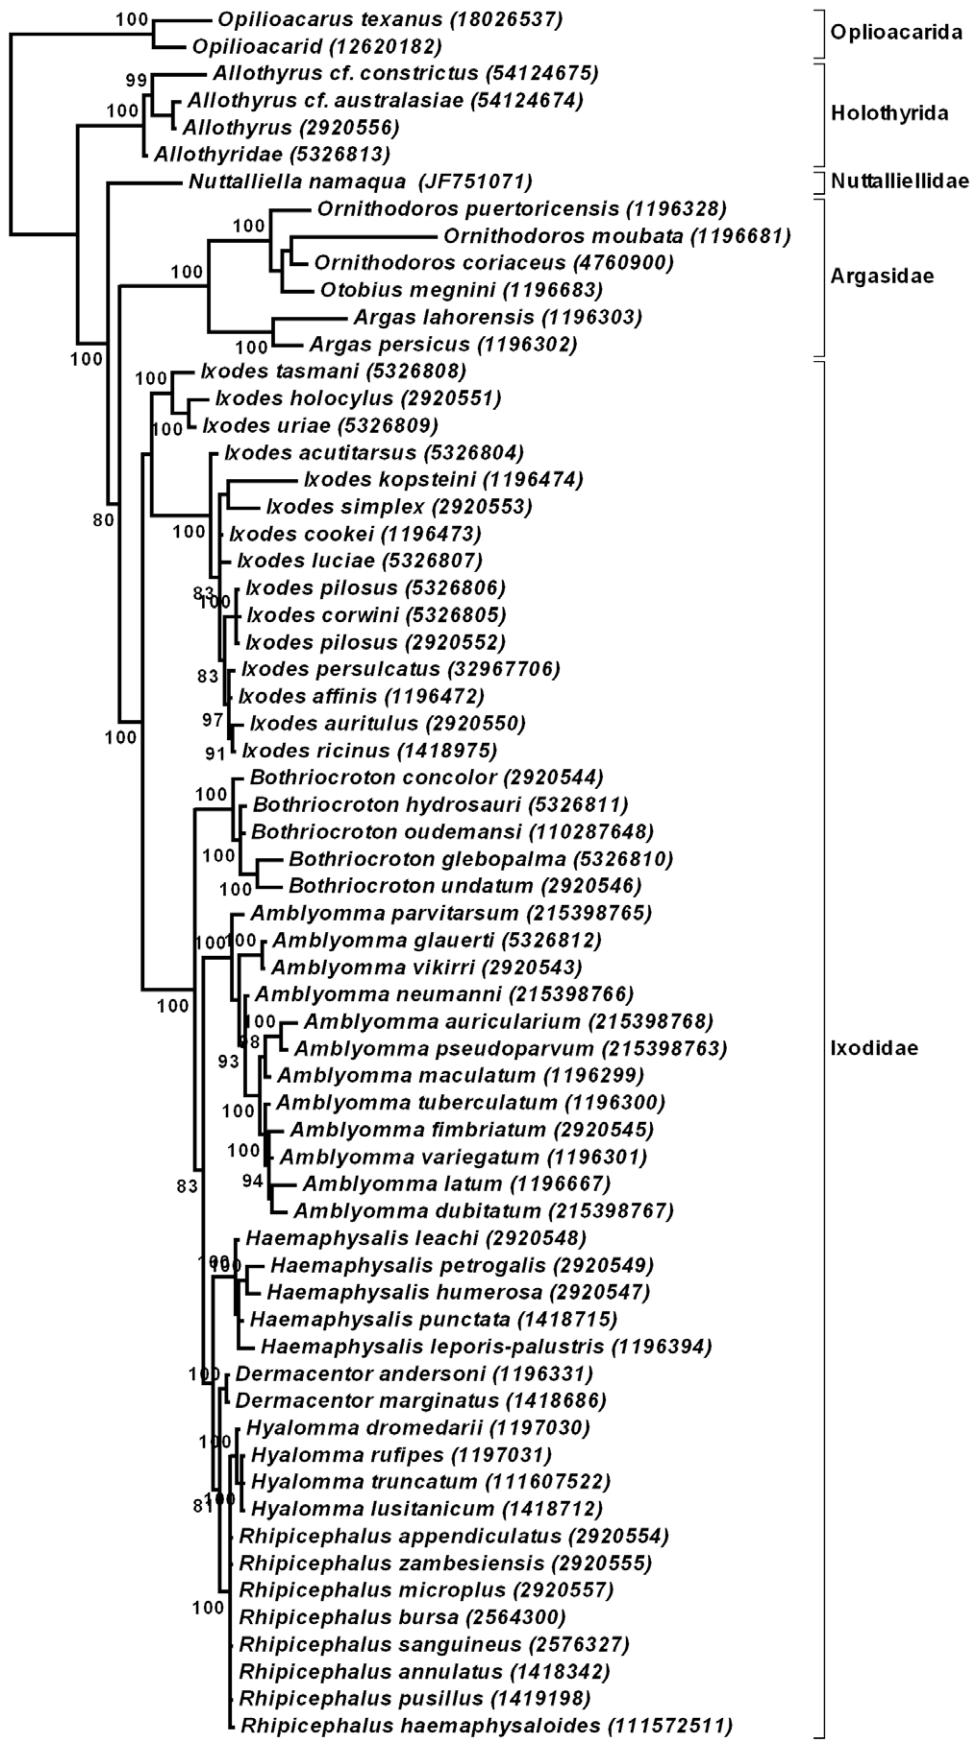 100
Opilioacarus texanus (18026537)
Opilioacarid (12620182)
Oplioacarida
99
Allothyrus cf. constrictus (54124675)
100
Allothyrus cf. australasiae (54124674)
Allothyrus (2920556)
Allothyridae (5326813)
Holothyrida
Nuttalliella namaqua (JF751071)
Nuttalliellidae
100
Ornithodoros puertoricensis (1196328)
Ornithodoros moubata (1196681)
100
Ornithodoros coriaceus (4760900)
Otobius megnini (1196683)
Argasidae
Argas lahorensis (1196303)
100
Argas persicus (1196302)
100
100
Ixodes tasmani (5326808)
Ixodes holocylus (2920551)
100
Ixodes uriae (5326809)
Ixodes acutitarsus (5326804)
Ixodes kopsteini (1196474)
Ixodes simplex (2920553)
80
100
Ixodes cookei (1196473)
Ixodes luciae (5326807)
83
100
Ixodes pilosus (5326806)
Ixodes corwini (5326805)
Ixodes pilosus (2920552)
83
Ixodes persulcatus (32967706)
Ixodes affinis (1196472)
97
Ixodes auritulus (2920550)
100
91
Ixodes ricinus (1418975)
Bothriocroton concolor (2920544)
100
Bothriocroton hydrosauri (5326811)
Bothriocroton oudemansi (110287648)
100
Bothriocroton glebopalma (5326810)
100
Bothriocroton undatum (2920546)
Amblyomma parvitarsum (215398765)
100
100
Amblyomma glauerti (5326812)
Amblyomma vikirri (2920543)
100
Amblyomma neumanni (215398766)
100
Amblyomma auricularium (215398768)
98
93
Amblyomma pseudoparvum (215398763)
Amblyomma maculatum (1196299)
Ixodidae
100
Amblyomma tuberculatum (1196300)
Amblyomma fimbriatum (2920545)
100
Amblyomma variegatum (1196301)
83
94
Amblyomma latum (1196667)
Amblyomma dubitatum (215398767)
Haemaphysalis leachi (2920548)
100
100
Haemaphysalis petrogalis (2920549)
Haemaphysalis humerosa (2920547)
Haemaphysalis punctata (1418715)
Haemaphysalis leporis-palustris (1196394)
100
Dermacentor andersoni (1196331)
Dermacentor marginatus (1418686)
Hyalomma dromedarii (1197030)
100
Hyalomma rufipes (1197031)
Hyalomma truncatum (111607522)
81
100
Hyalomma lusitanicum (1418712)
Rhipicephalus appendiculatus (2920554)
Rhipicephalus zambesiensis (2920555)
Rhipicephalus microplus (2920557)
100
Rhipicephalus bursa (2564300)
Rhipicephalus sanguineus (2576327)
Rhipicephalus annulatus (1418342)
Rhipicephalus pusillus (1419198)
Rhipicephalus haemaphysaloides (111572511)